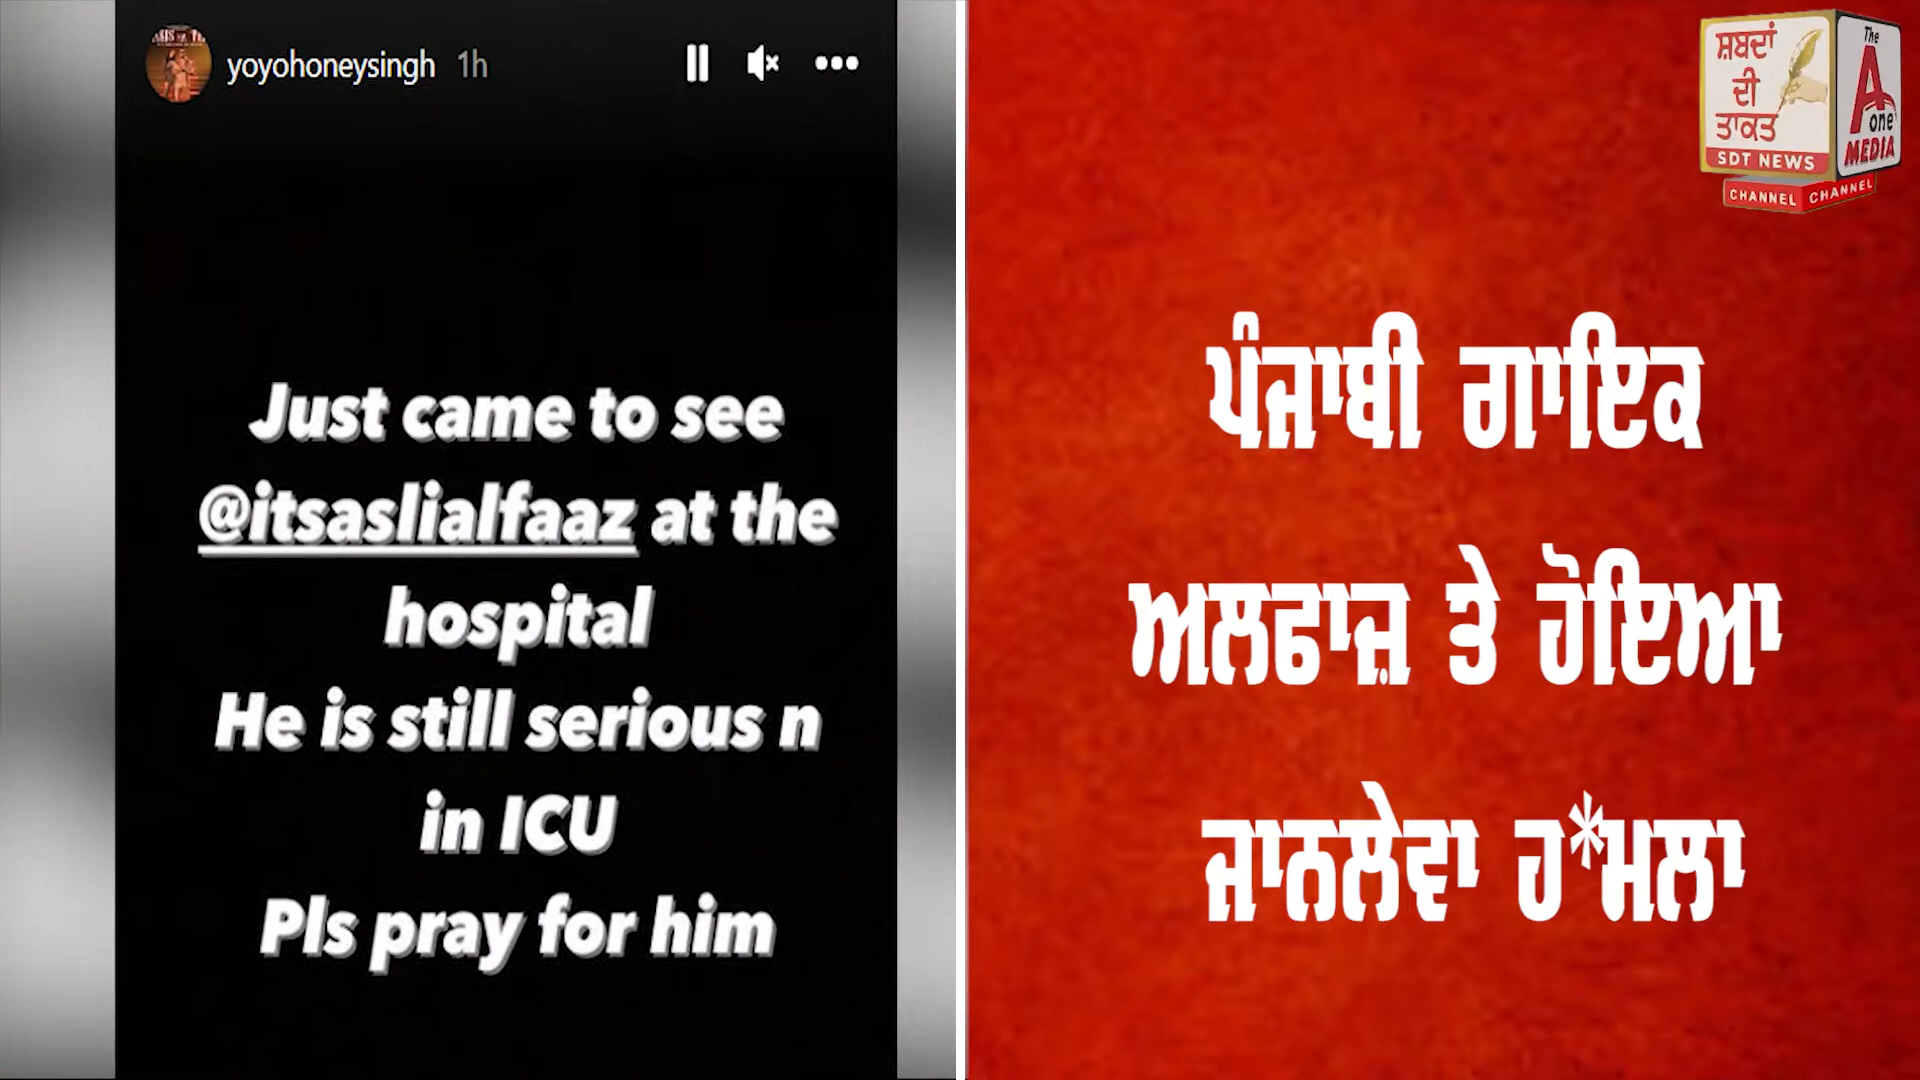 yoyohoneysingh 1h
Just came to see
@itsaslialfaaz at the
hospital
He is still serious n
in ICU
Pls pray for him
ਸ਼ਬਦਾਂ
ਦੀ
ਤਾਕਤ
SDT NEWS
CHANNEL
The
A
one
MEDIA
CHANNEL
ਪੰਜਾਬੀ ਗਾਇਕ
ਅਲਫਾਜ਼ ਤੇ ਹੋਇਆ
ਜਾਨਲੇਵਾ ਹ*ਮਲਾ